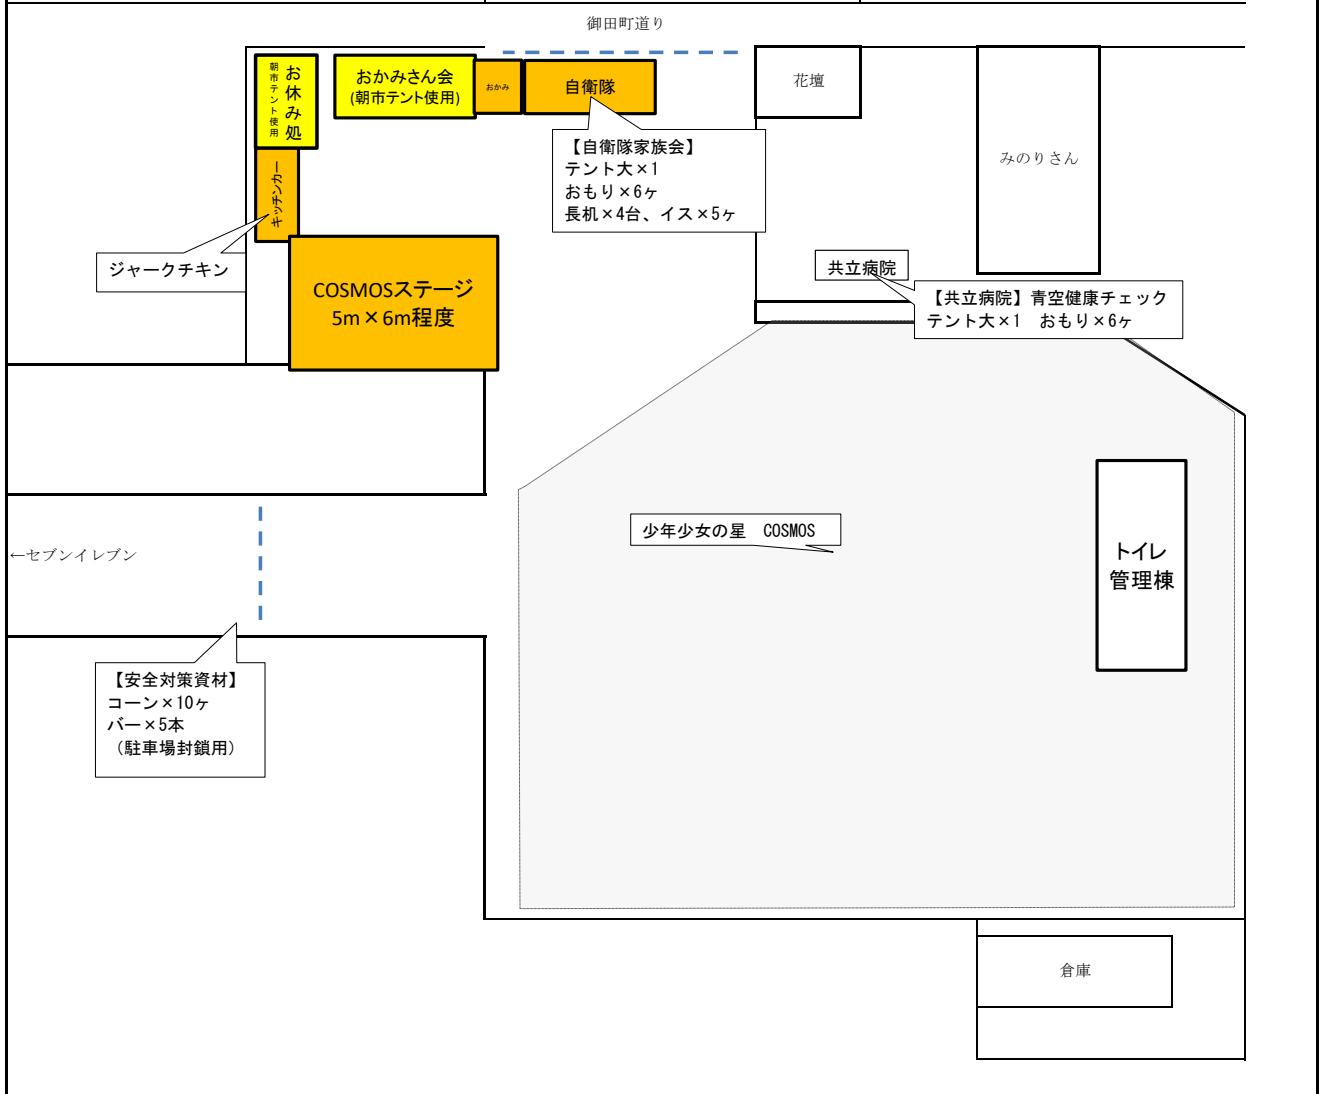 御田町道り
お休み処
朝市テント使用
おかみさん会
(朝市テント使用)
おかみ
自衛隊
花壇
みのりさん
【自衛隊家族会】
テント大×1
おもり×6ヶ
長机×4台、イス×5ヶ
キッチンカー
ジャークチキン
COSMOSステージ
5m×6m程度
共立病院
【共立病院】青空健康チェック
テント大×1　おもり×6ヶ
少年少女の星　COSMOS
←セブンイレブン
トイレ
管理棟
【安全対策資材】
コーン×10ヶ
バー×5本
（駐車場封鎖用）
倉庫